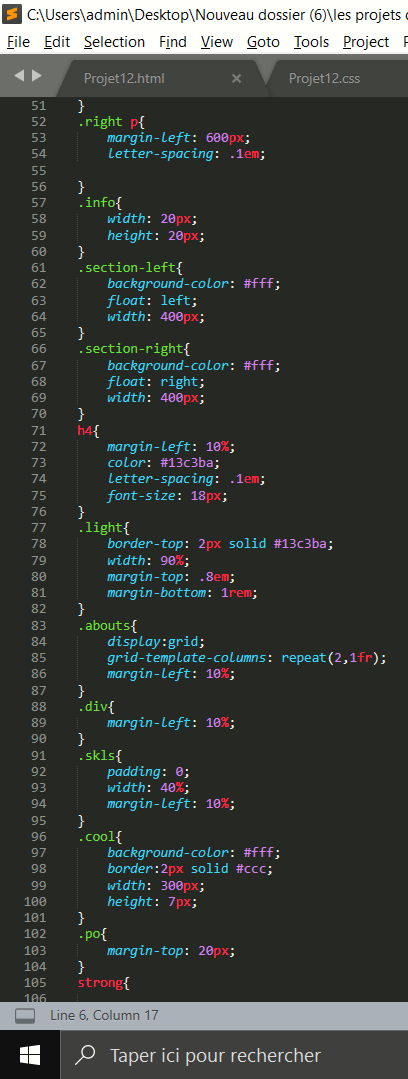 C:\Users\admin\Desktop\Nouveau dossier (6)\les projets
File Edit Selection Find View Goto Tools Project
Projet12.html × Projet12.css
51 }
52 .right p{
53 margin-left: 600px;
54 letter-spacing: .1em;
55
56 }
57 .info{
58 width: 20px;
59 height: 20px;
60 }
61 .section-left{
62 background-color: #fff;
63 float: left;
64 width: 400px;
65 }
66 .section-right{
67 background-color: #fff;
68 float: right;
69 width: 400px;
70 }
71 h4{
72 margin-left: 10%;
73 color: #13c3ba;
74 letter-spacing: .1em;
75 font-size: 18px;
76 }
77 .light{
78 border-top: 2px solid #13c3ba;
79 width: 90%;
80 margin-top: .8em;
81 margin-bottom: 1rem;
82 }
83 .abouts{
84 display:grid;
85 grid-template-columns: repeat(2,1fr);
86 margin-left: 10%;
87 }
88 .div{
89 margin-left: 10%;
90 }
91 .skls{
92 padding: 0;
93 width: 40%;
94 margin-left: 10%;
95 }
96 .cool{
97 background-color: #fff;
98 border:2px solid #ccc;
99 width: 300px;
100 height: 7px;
101 }
102 .po{
103 margin-top: 20px;
104 }
105 strong{
106
Line 6, Column 17
Taper ici pour rechercher